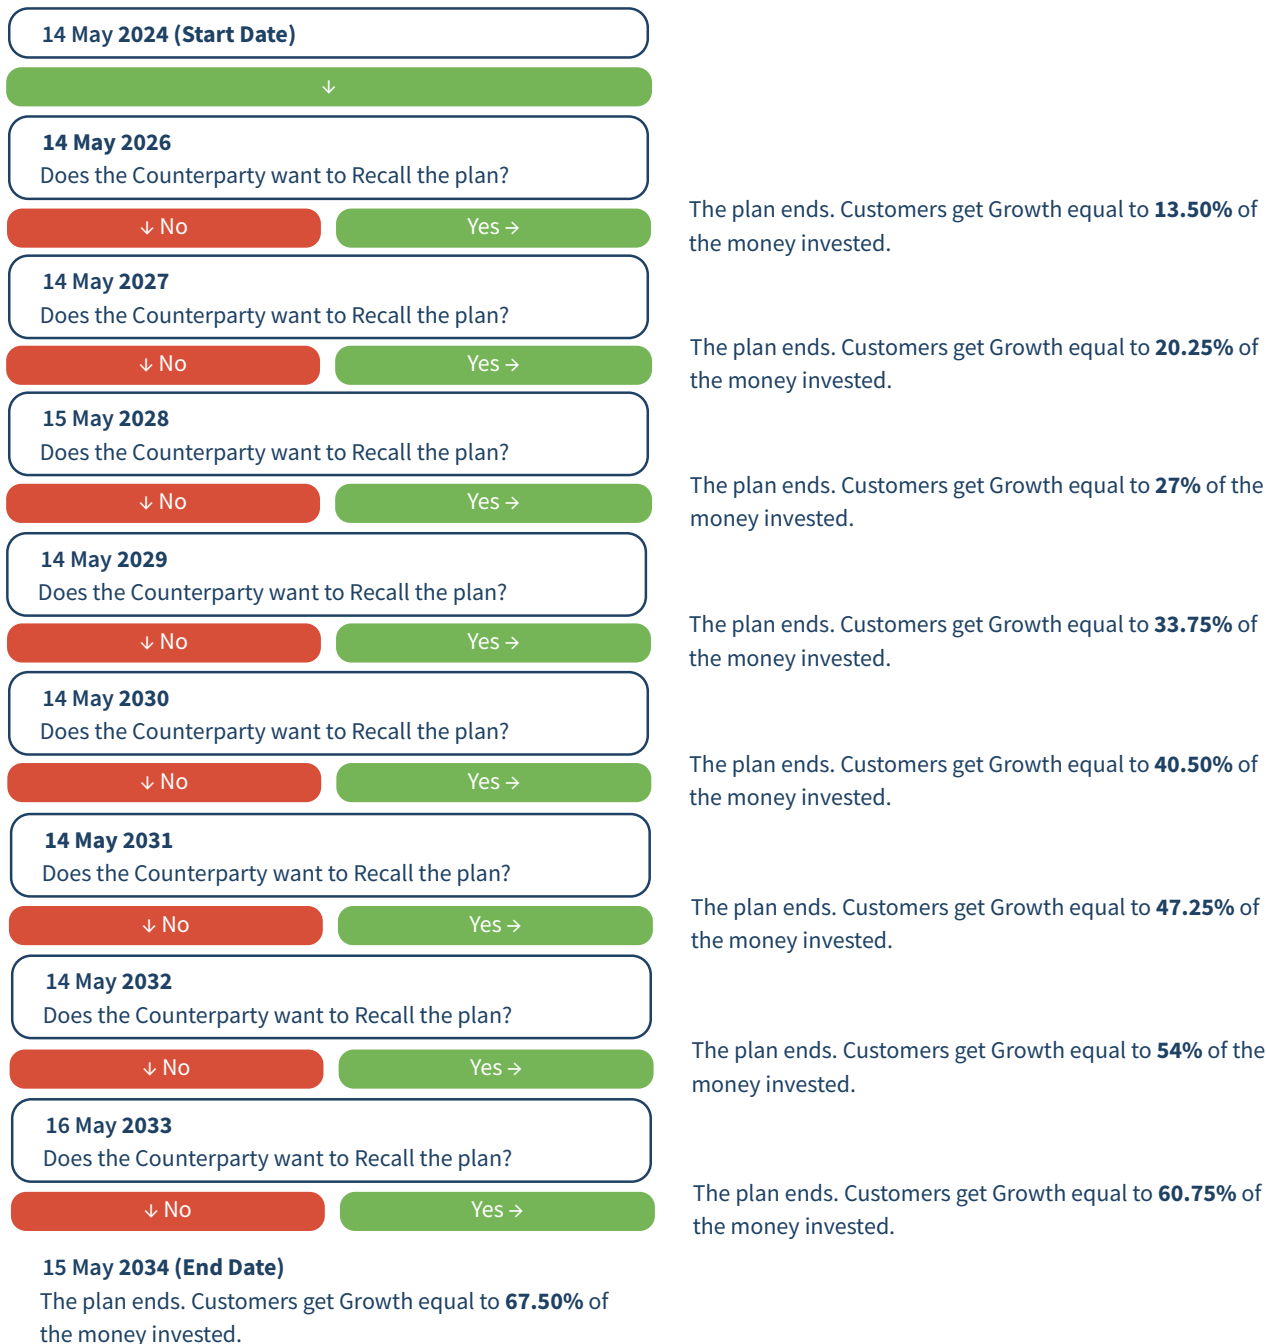 14 May 2024 (Start Date)
↓
14 May 2026
Does the Counterparty want to Recall the plan?
↓ No
Yes →
The plan ends. Customers get Growth equal to 13.50% of
the money invested.
14 May 2027
Does the Counterparty want to Recall the plan?
↓ No
Yes →
The plan ends. Customers get Growth equal to 20.25% of
the money invested.
15 May 2028
Does the Counterparty want to Recall the plan?
↓ No
Yes →
The plan ends. Customers get Growth equal to 27% of the
money invested.
14 May 2029
Does the Counterparty want to Recall the plan?
↓ No
Yes →
The plan ends. Customers get Growth equal to 33.75% of
the money invested.
14 May 2030
Does the Counterparty want to Recall the plan?
↓ No
Yes →
The plan ends. Customers get Growth equal to 40.50% of
the money invested.
14 May 2031
Does the Counterparty want to Recall the plan?
↓ No
Yes →
The plan ends. Customers get Growth equal to 47.25% of
the money invested.
14 May 2032
Does the Counterparty want to Recall the plan?
↓ No
Yes →
The plan ends. Customers get Growth equal to 54% of the
money invested.
16 May 2033
Does the Counterparty want to Recall the plan?
↓ No
Yes →
The plan ends. Customers get Growth equal to 60.75% of
the money invested.
15 May 2034 (End Date)
The plan ends. Customers get Growth equal to 67.50% of
the money invested.